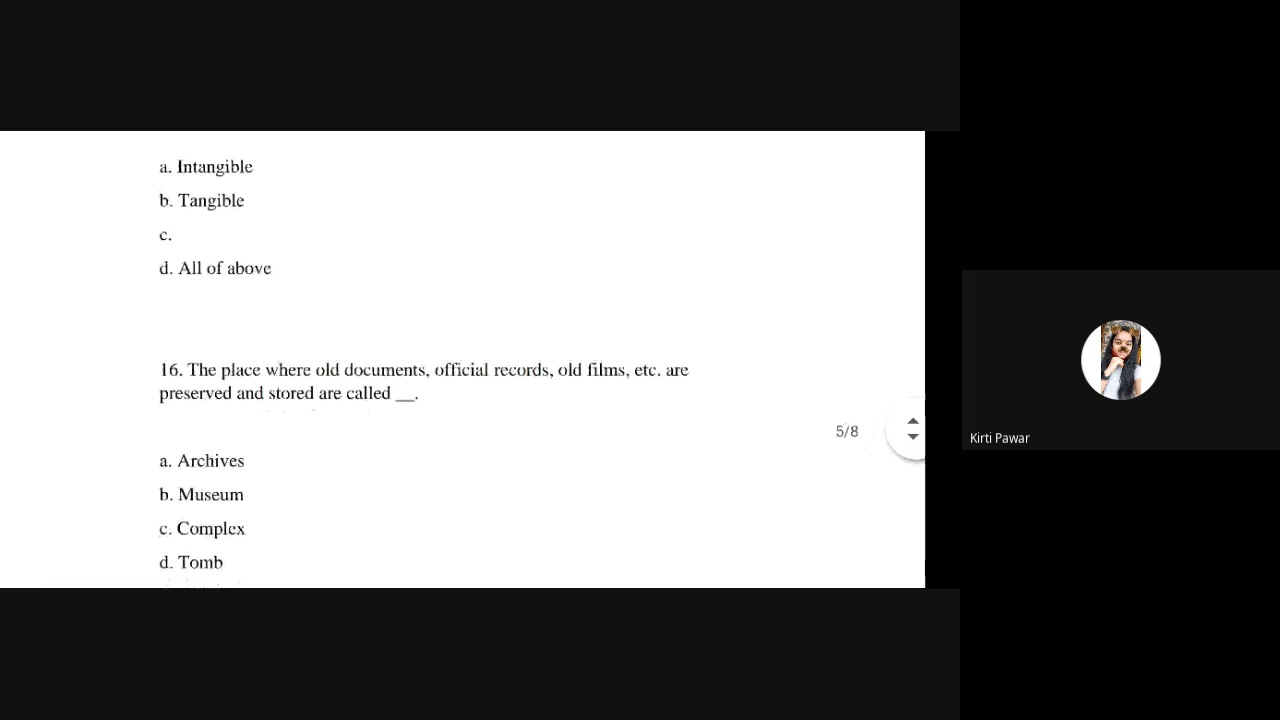 a. Intangible
b. Tangible
c.
d. All of above
16. The place where old documents, official records, old films, etc. are
preserved and stored are called __.
5/8
a. Archives
b. Museum
c. Complex
d. Tomb
Kirti Pawar